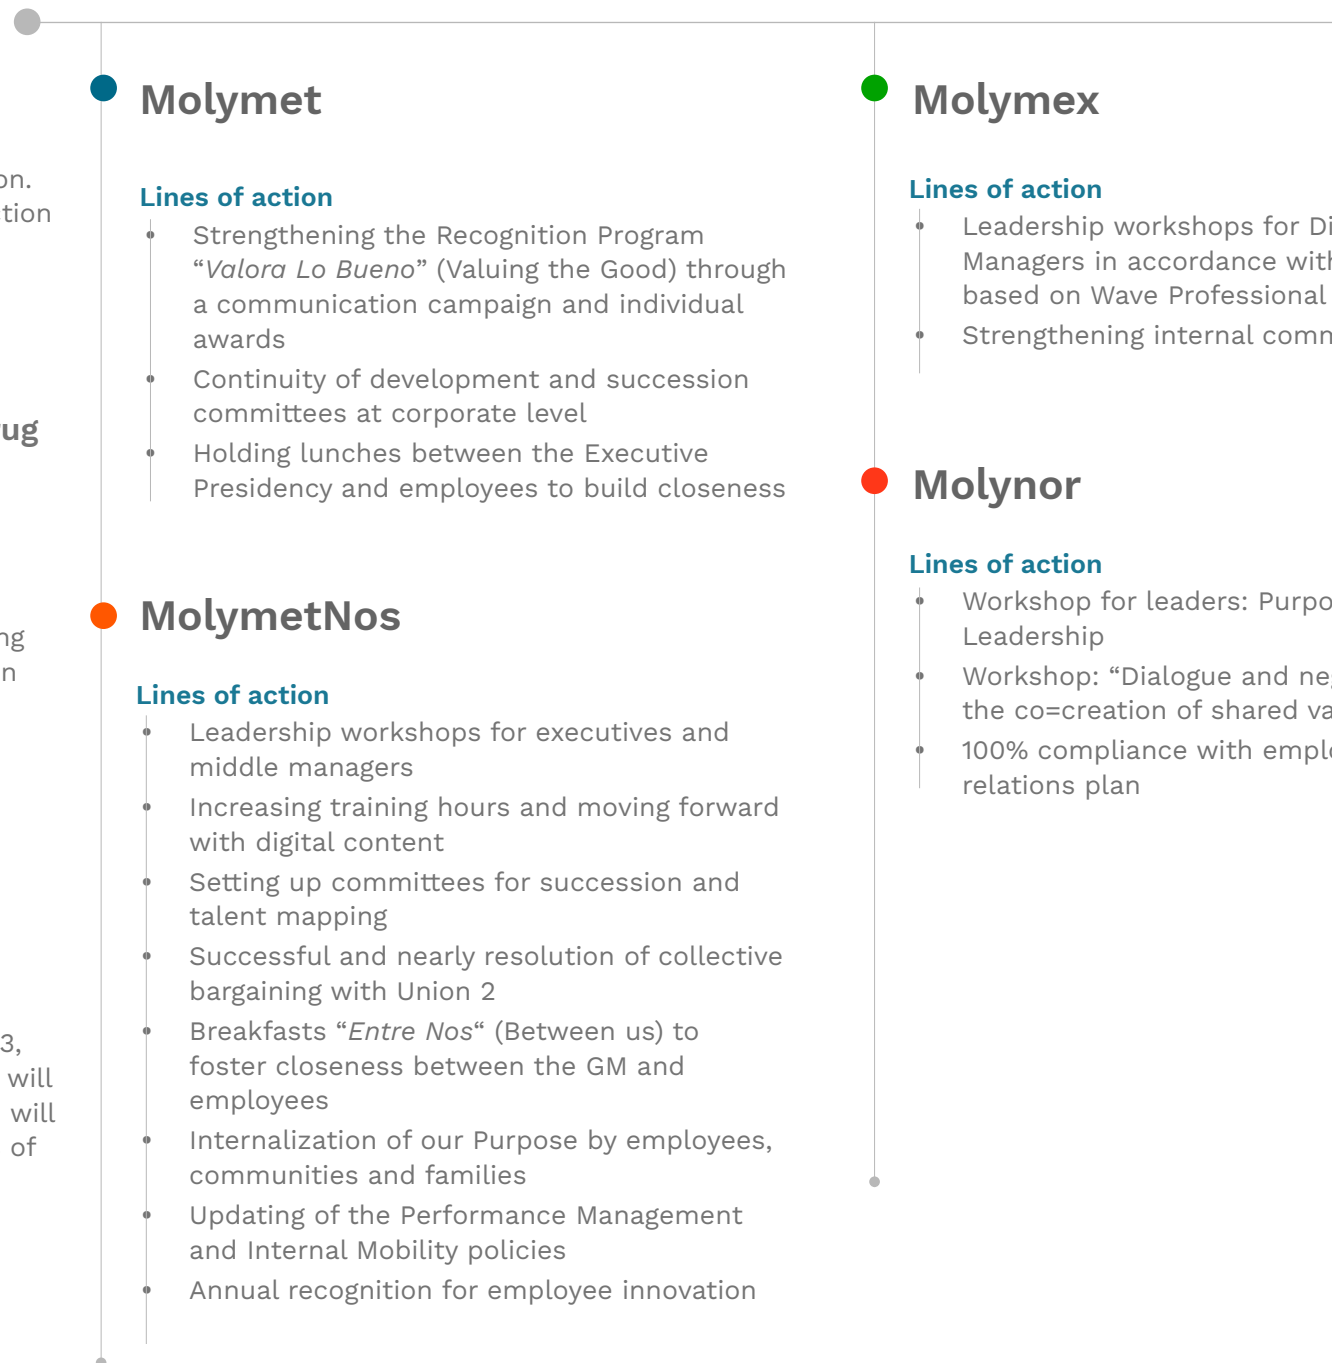 tion
will
will
of
Molymet
Lines of action
• Strengthening the Recognition Program
“Valora Lo Bueno” (Valuing the Good) through
a communication campaign and individual
awards
• Continuity of development and succession
committees at corporate level
• Holding lunches between the Executive
Presidency and employees to build closeness
MolymetNos
Lines of action
• Leadership workshops for executives and
middle managers
• Increasing training hours and moving forward
with digital content
• Setting up committees for succession and
talent mapping
• Successful and nearly resolution of collective
bargaining with Union 2
• Breakfasts “Entre Nos“ (Between us) to
foster closeness between the GM and
employees
• Internalization of our Purpose by employees,
communities and families
• Updating of the Performance Management
and Internal Mobility policies
• Annual recognition for employee innovation
Molymex
Lines of action
• Leadership workshops for
Managers in accordance
based on Wave Professional
• Strengthening internal
Molynor
Lines of action
• Workshop for leaders:
Leadership
• Workshop: “Dialogue and
the co=creation of shared
• 100% compliance with
relations plan